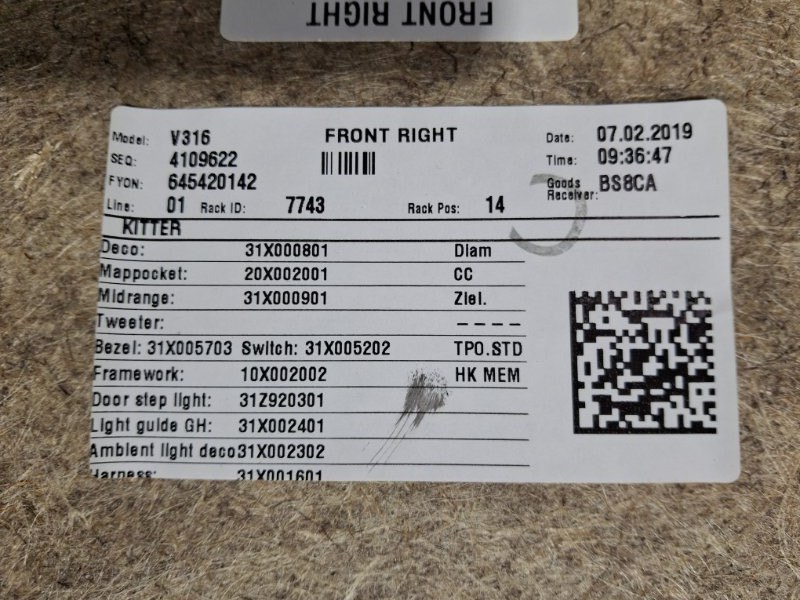 FRONT RIGHT
Model: V316 FRONT RIGHT Date: 07.02.2019
SEQ: 4109622 Time: 09:36:47
FYON: 645420142 Goods Receiver: BS8CA
Line: 01 Rack ID: 7743 Rack Pos: 14
KITTER
Deco: 31X000801 Diam
Mappocket: 20X002001 CC
Midrange: 31X000901 Ziel.
Tweeter: ----
Bezel: 31X005703 Switch: 31X005202 TPO.STD
Framework: 10X002002 HK MEM
Door step light: 31Z920301
Light guide GH: 31X002401
Ambient light deco31X002302
Harness: 31X001601